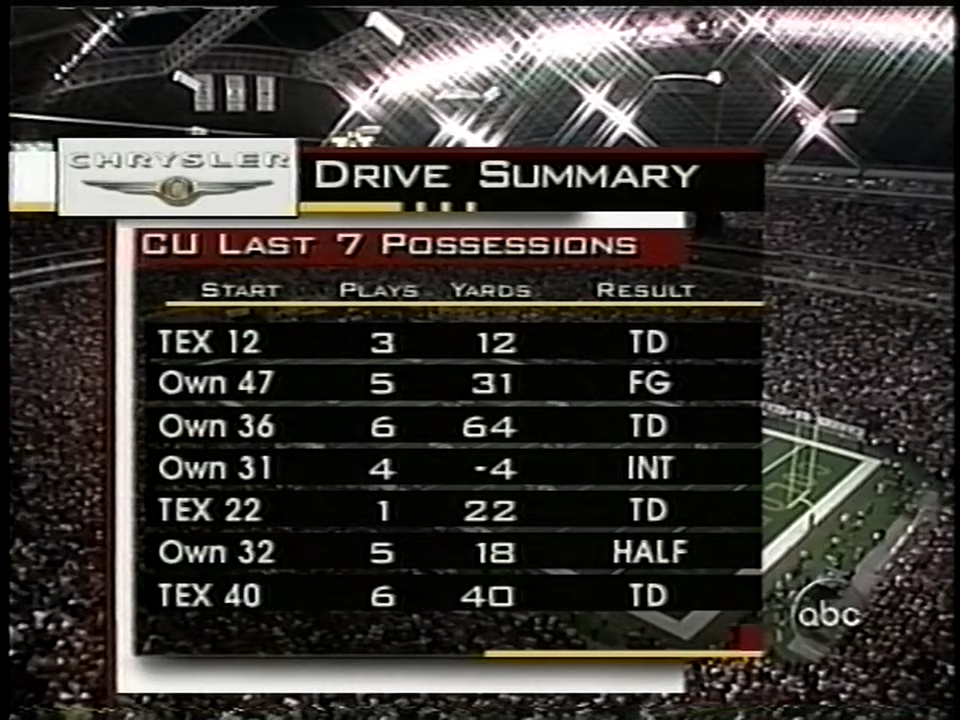 CHRYSLER
DRIVE SUMMARY
CU LAST 7 POSSESSIONS
START PLAYS YARDS RESULT
TEX 12 3 12 TD
Own 47 5 31 FG
Own 36 6 64 TD
Own 31 4 -4 INT
TEX 22 1 22 TD
Own 32 5 18 HALF
TEX 40 6 40 TD
abc